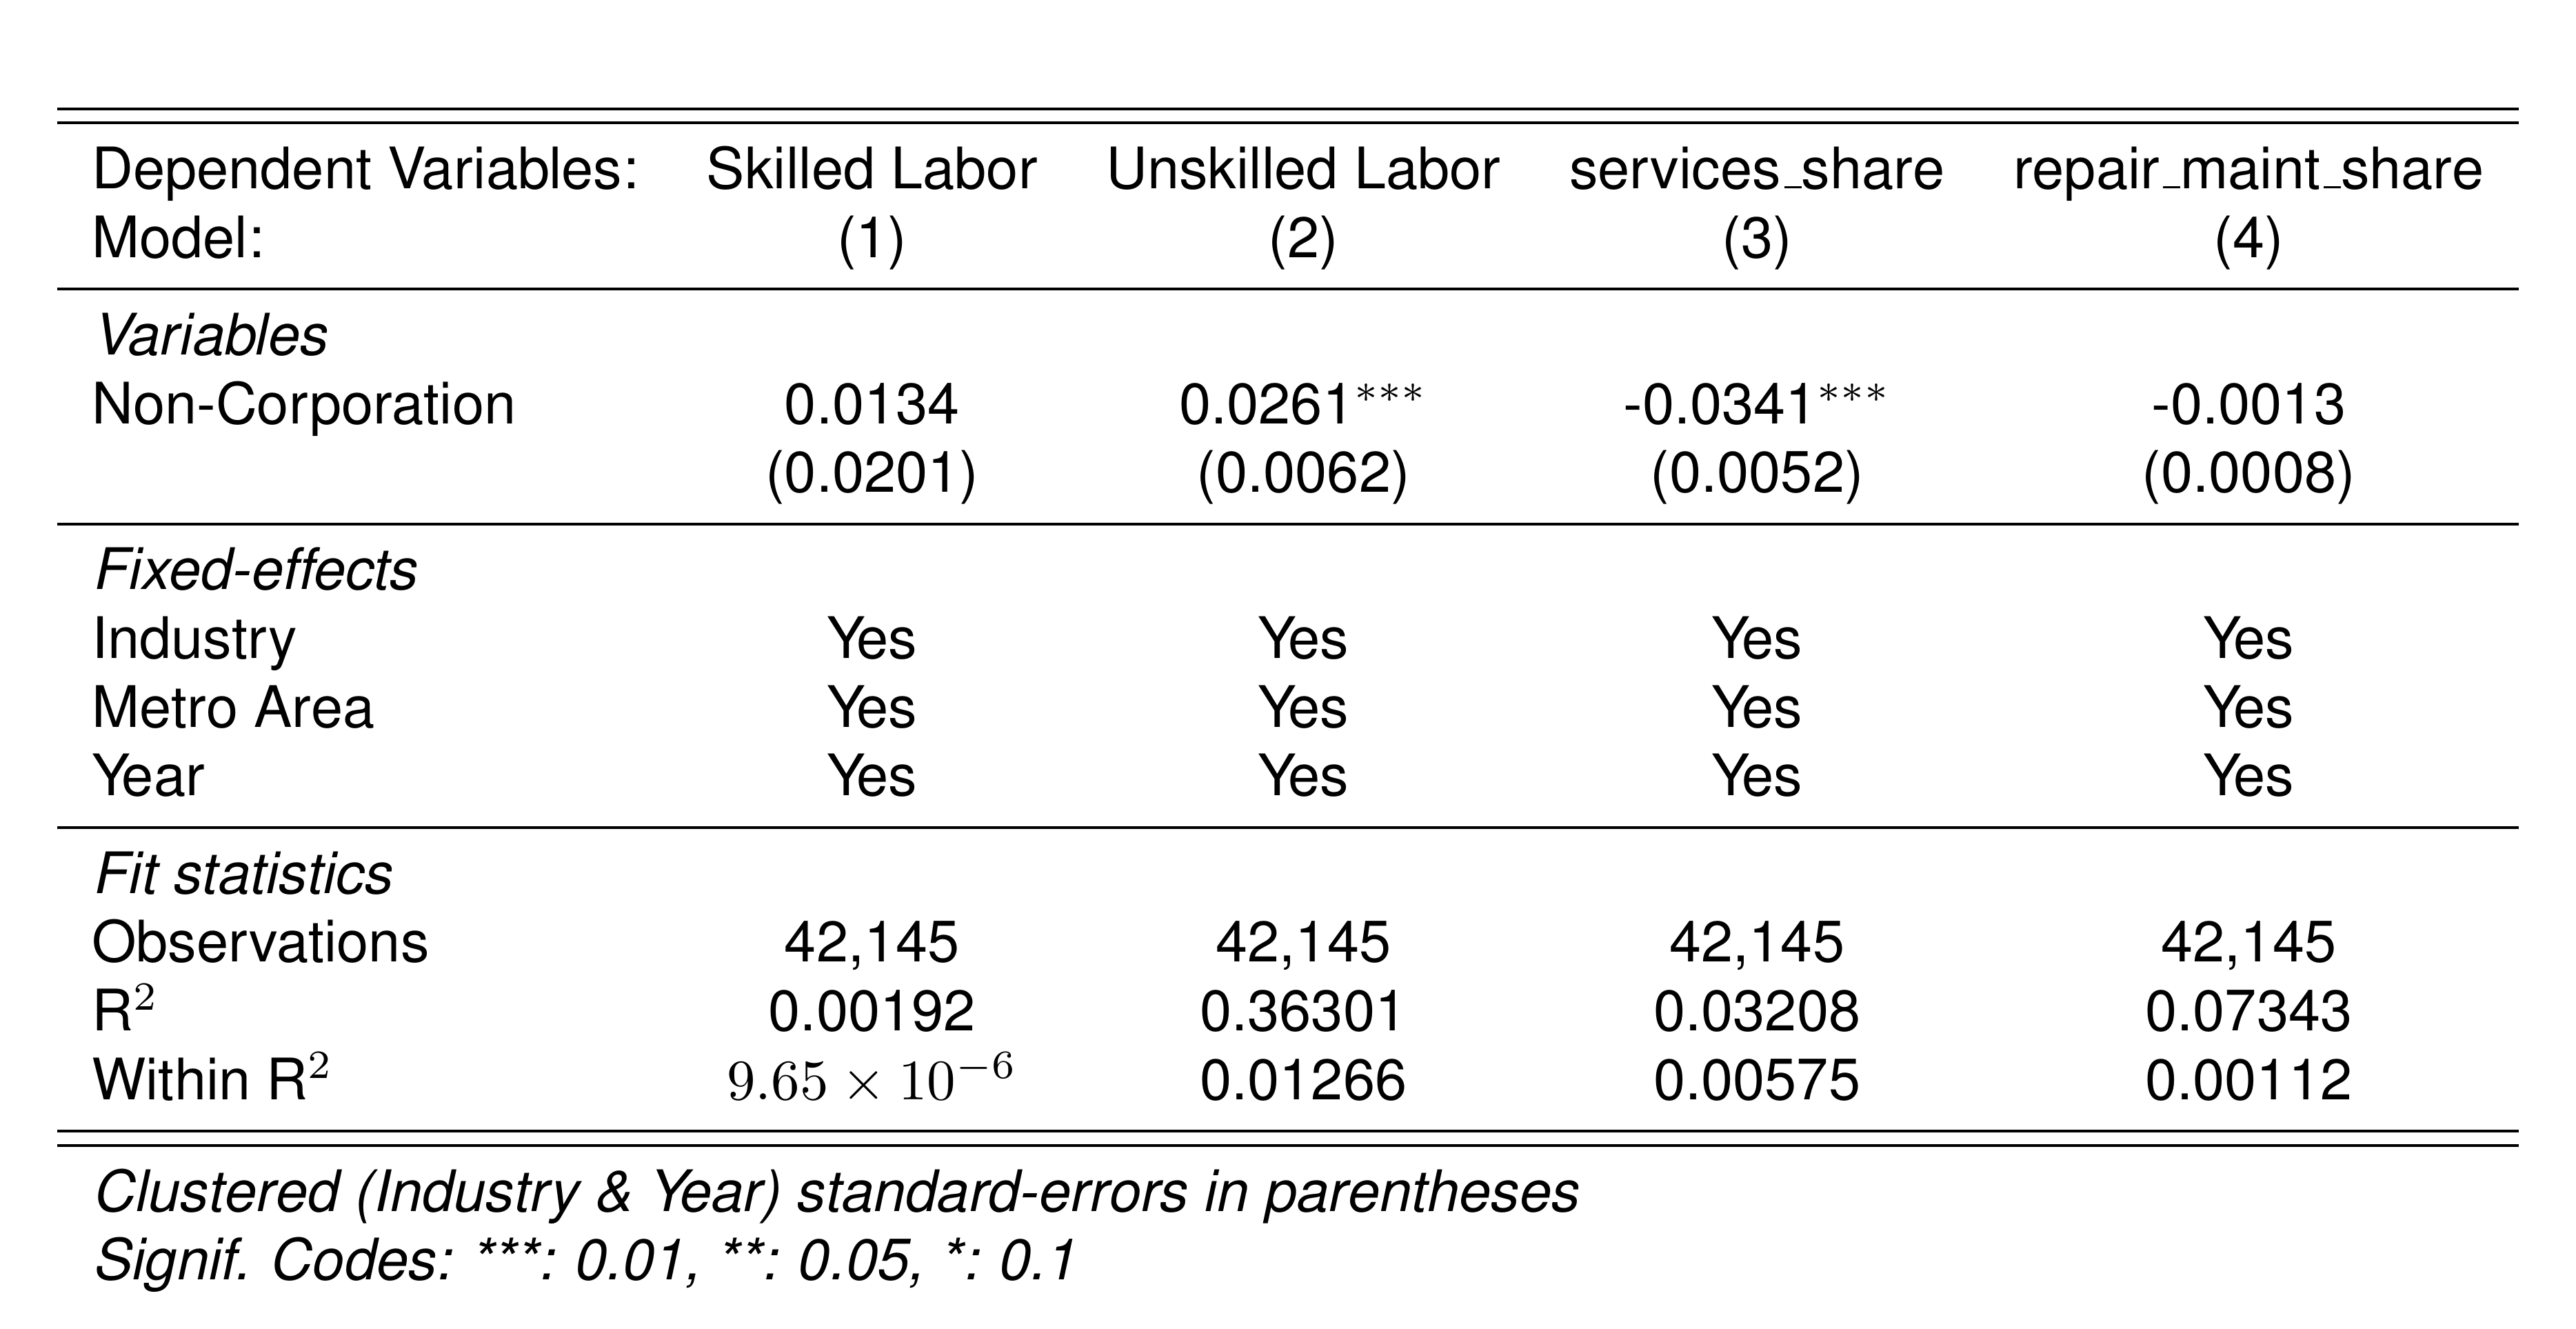 Dependent Variables: Skilled Labor Unskilled Labor services_share repair_maint_share
Model: (1) (2) (3) (4)
Variables
Non-Corporation 0.0134 0.0261*** -0.0341*** -0.0013
(0.0201) (0.0062) (0.0052) (0.0008)
Fixed-effects
Industry Yes Yes Yes Yes
Metro Area Yes Yes Yes Yes
Year Yes Yes Yes Yes
Fit statistics
Observations 42,145 42,145 42,145 42,145
R² 0.00192 0.36301 0.03208 0.07343
Within R² 9.65 × 10⁻⁶ 0.01266 0.00575 0.00112
Clustered (Industry & Year) standard-errors in parentheses
Signif. Codes: ***: 0.01, **: 0.05, *: 0.1